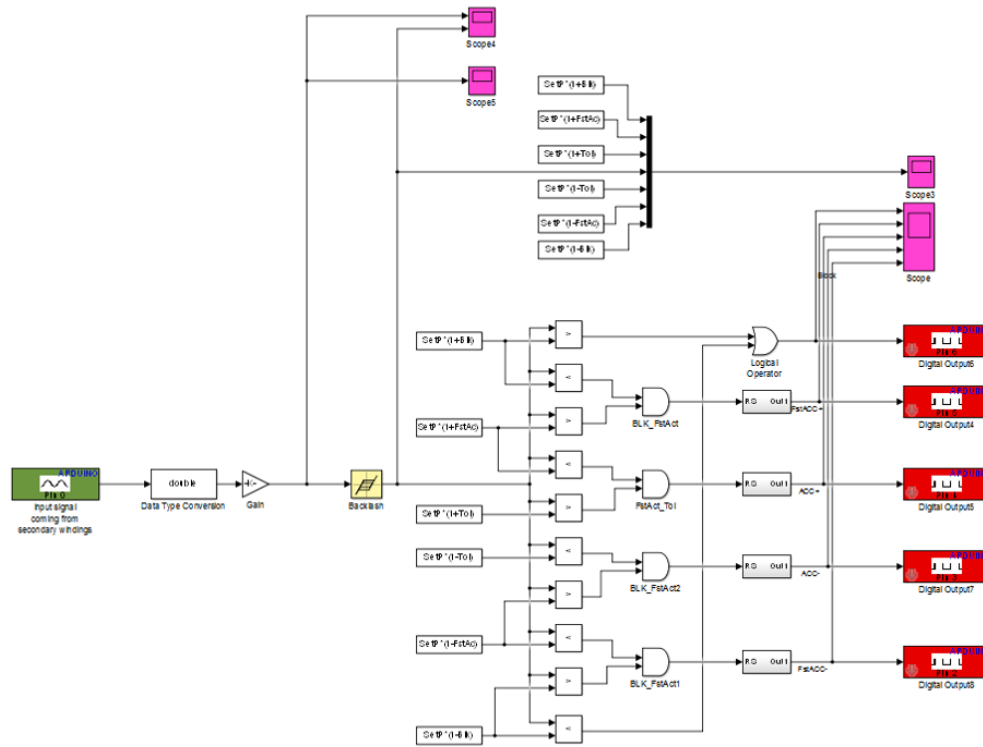 Scope4
Scope5
SetP*(1+Blk)
SetP*(1+FstAc)
SetP*(1+Tol)
SetP*(1-Tol)
SetP*(1-FstAc)
SetP*(1-Blk)
Scope3
Block
Scope
SetP*(1+Blk)
>
Logical
Operator
ARDUINO
Pin 6
Digital Output6
<
>
BLK_FstAct
RG Out1
FstACC+
ARDUINO
Pin 5
Digital Output4
SetP*(1+FstAc)
<
>
FstAct_Tol
RG Out1
ACC+
ARDUINO
Pin 4
Digital Output5
ARDUINO
Pin 0
Input signal
coming from
secondary windings
double
Data Type Conversion
-K-
Gain
Backlash
SetP*(1+Tol)
SetP*(1-Tol)
<
>
BLK_FstAct2
RG Out1
ACC-
ARDUINO
Pin 3
Digital Output7
SetP*(1-FstAc)
<
>
BLK_FstAct1
RG Out1
FstACC-
ARDUINO
Pin 2
Digital Output8
SetP*(1-Blk)
<